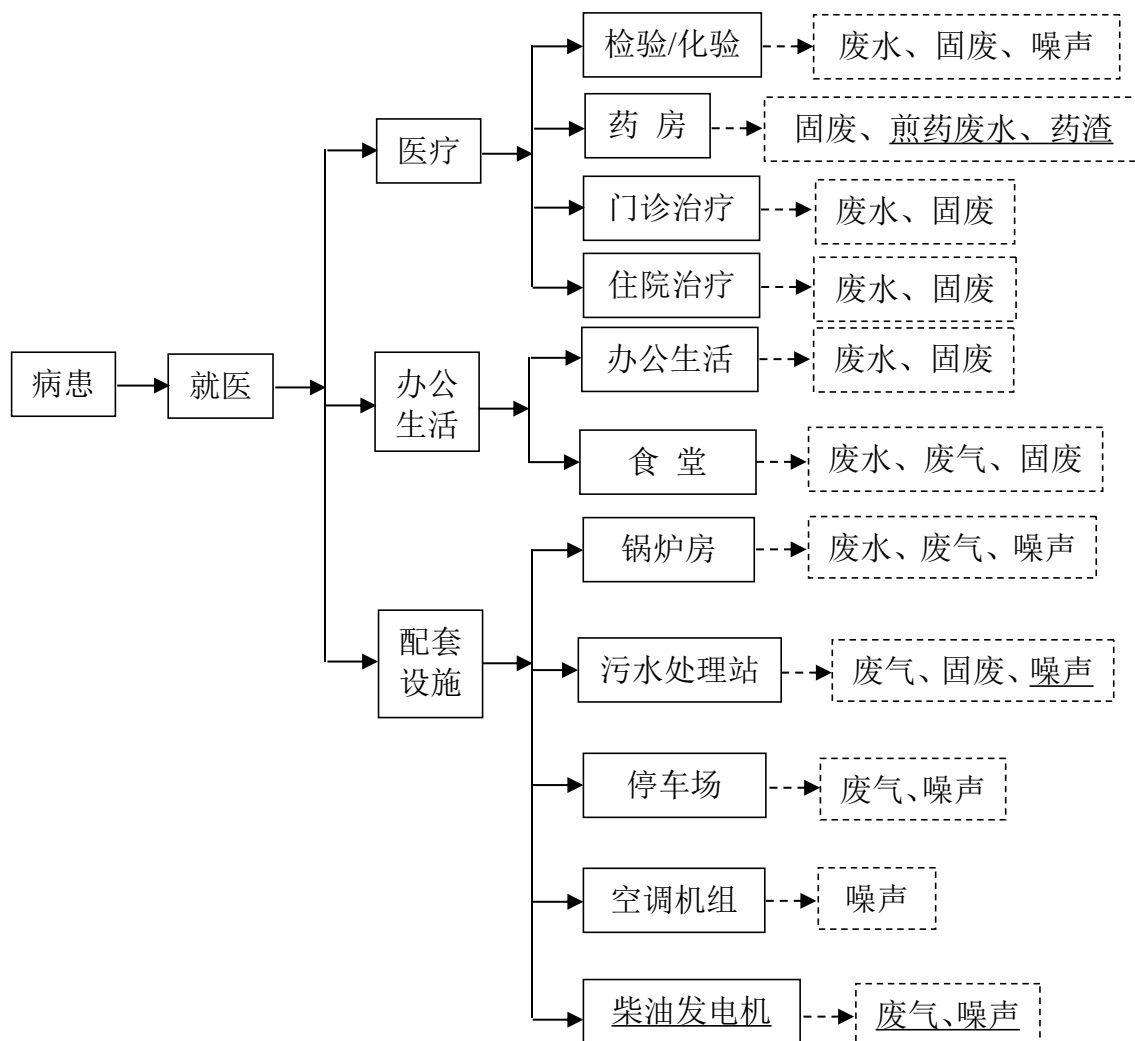 检验/化验
废水、固废、噪声
药 房
固废、煎药废水、药渣
医疗
门诊治疗
废水、固废
住院治疗
废水、固废
病患
就医
办公
生活
办公生活
废水、固废
食 堂
废水、废气、固废
锅炉房
废水、废气、噪声
配套
设施
污水处理站
废气、固废、噪声
停车场
废气、噪声
空调机组
噪声
柴油发电机
废气、噪声